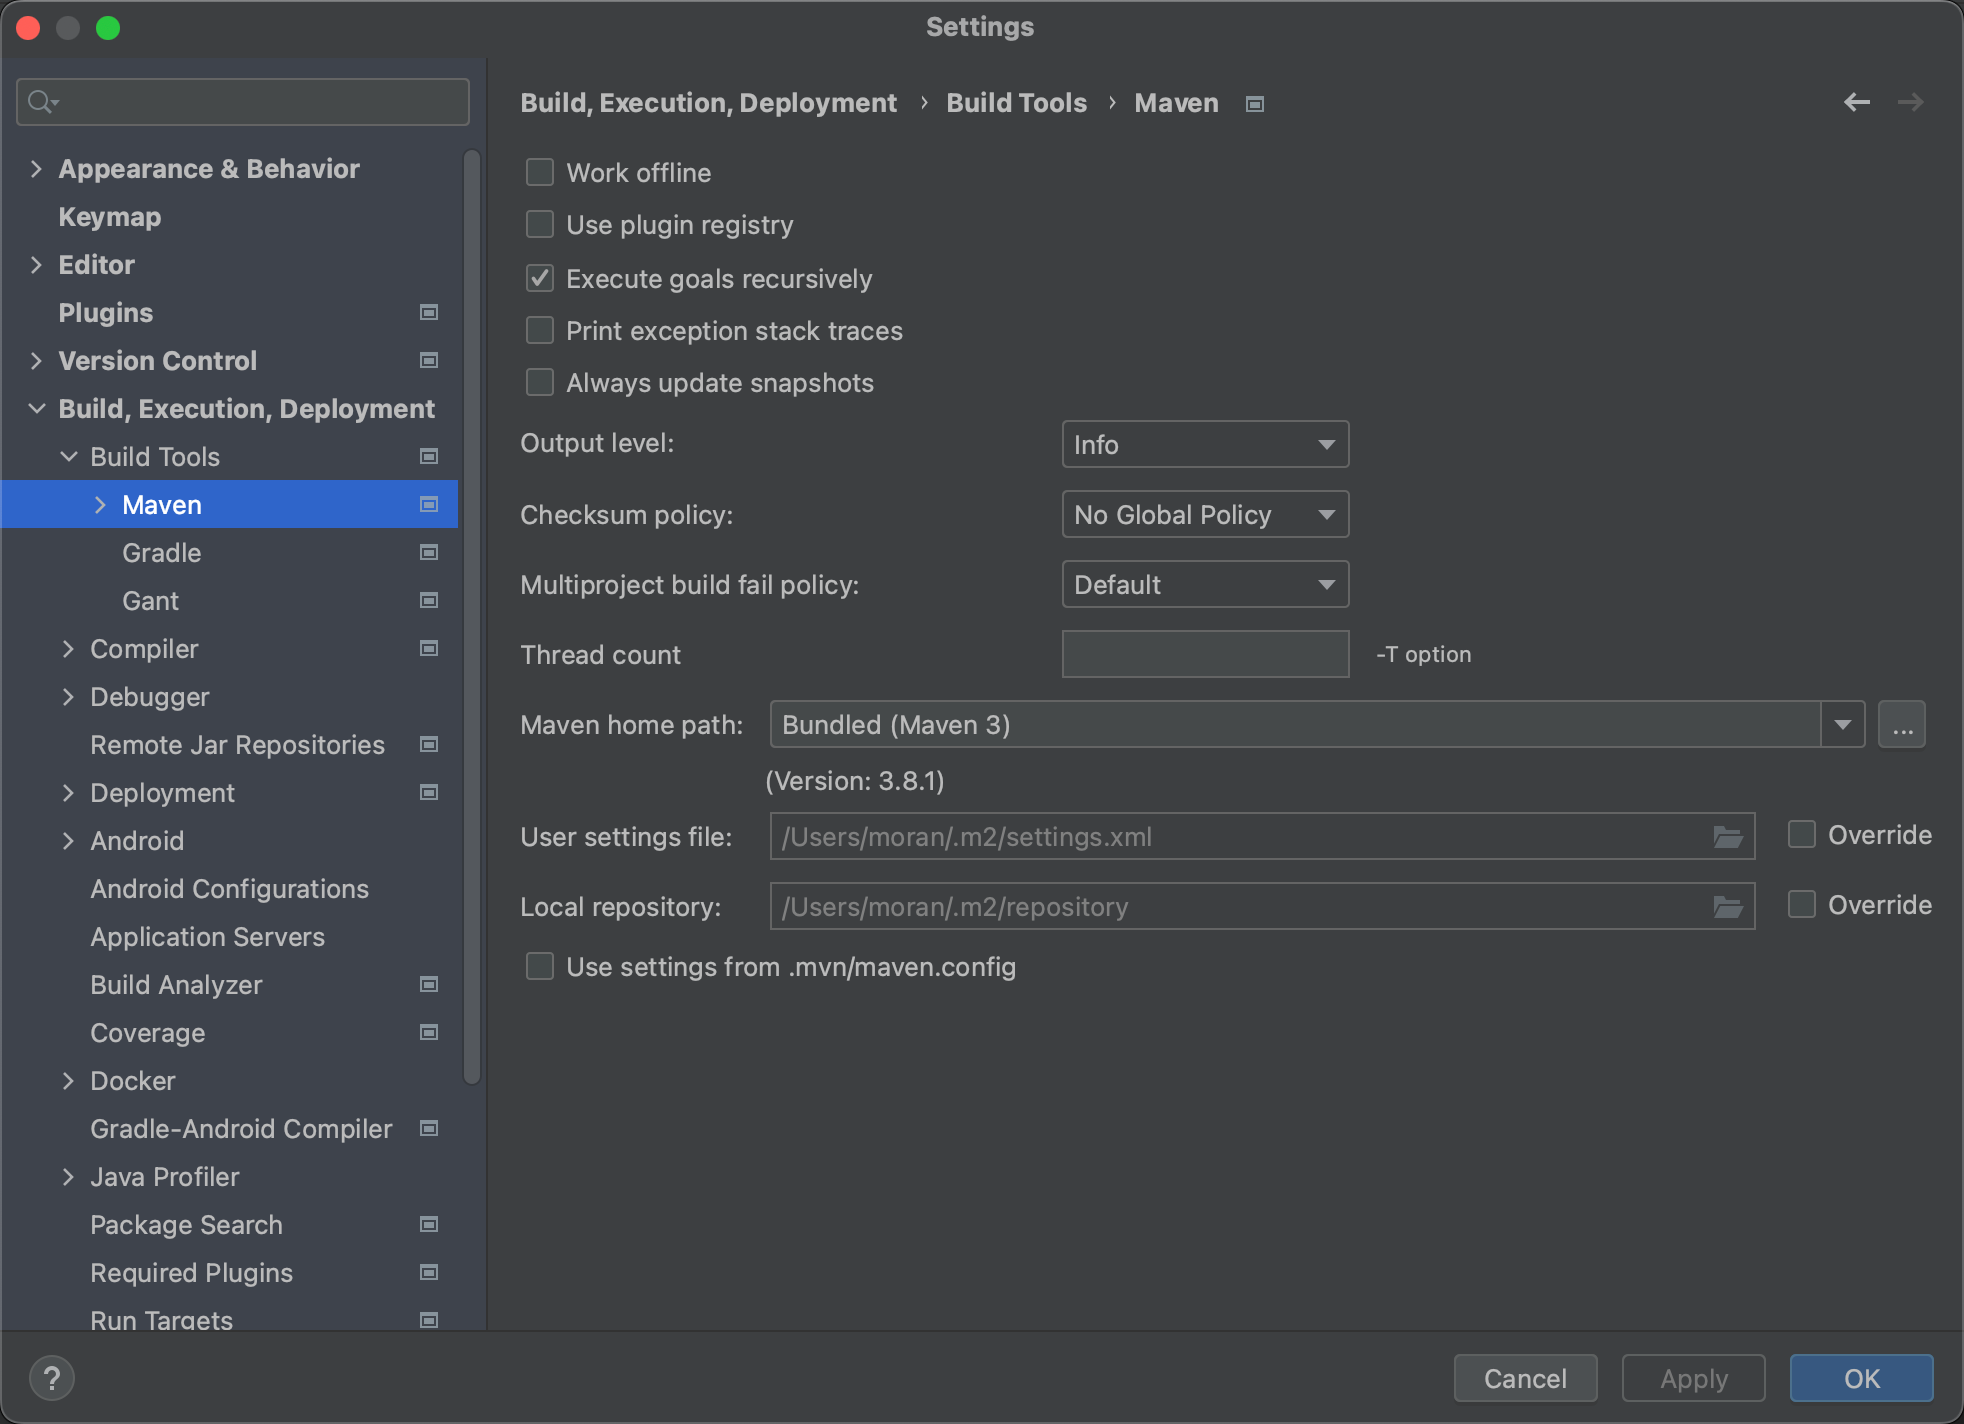 Settings
Build, Execution, Deployment › Build Tools › Maven
Appearance & Behavior
Keymap
Editor
Plugins
Version Control
Build, Execution, Deployment
Build Tools
Maven
Gradle
Gant
Compiler
Debugger
Remote Jar Repositories
Deployment
Android
Android Configurations
Application Servers
Build Analyzer
Coverage
Docker
Gradle-Android Compiler
Java Profiler
Package Search
Required Plugins
Run Targets
Work offline
Use plugin registry
Execute goals recursively
Print exception stack traces
Always update snapshots
Output level: Info
Checksum policy: No Global Policy
Multiproject build fail policy: Default
Thread count -T option
Maven home path: Bundled (Maven 3) ...
(Version: 3.8.1)
User settings file: /Users/moran/.m2/settings.xml Override
Local repository: /Users/moran/.m2/repository Override
Use settings from .mvn/maven.config
? Cancel Apply OK